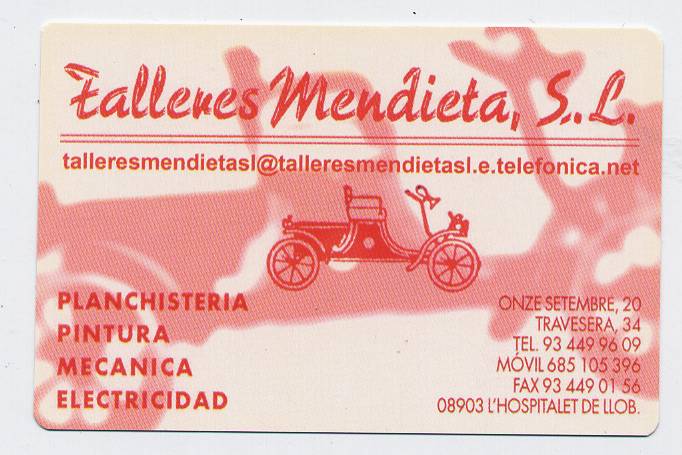 Talleres Mendieta, S.L.
talleresmendietasl@talleresmendietasl.e.telefonica.net
PLANCHISTERIA
PINTURA
MECANICA
ELECTRICIDAD
ONZE SETEMBRE, 20
TRAVESERA, 34
TEL. 93 449 96 09
MÓVIL 685 105 396
FAX 93 449 01 56
08903 L'HOSPITALET DE LLOB.